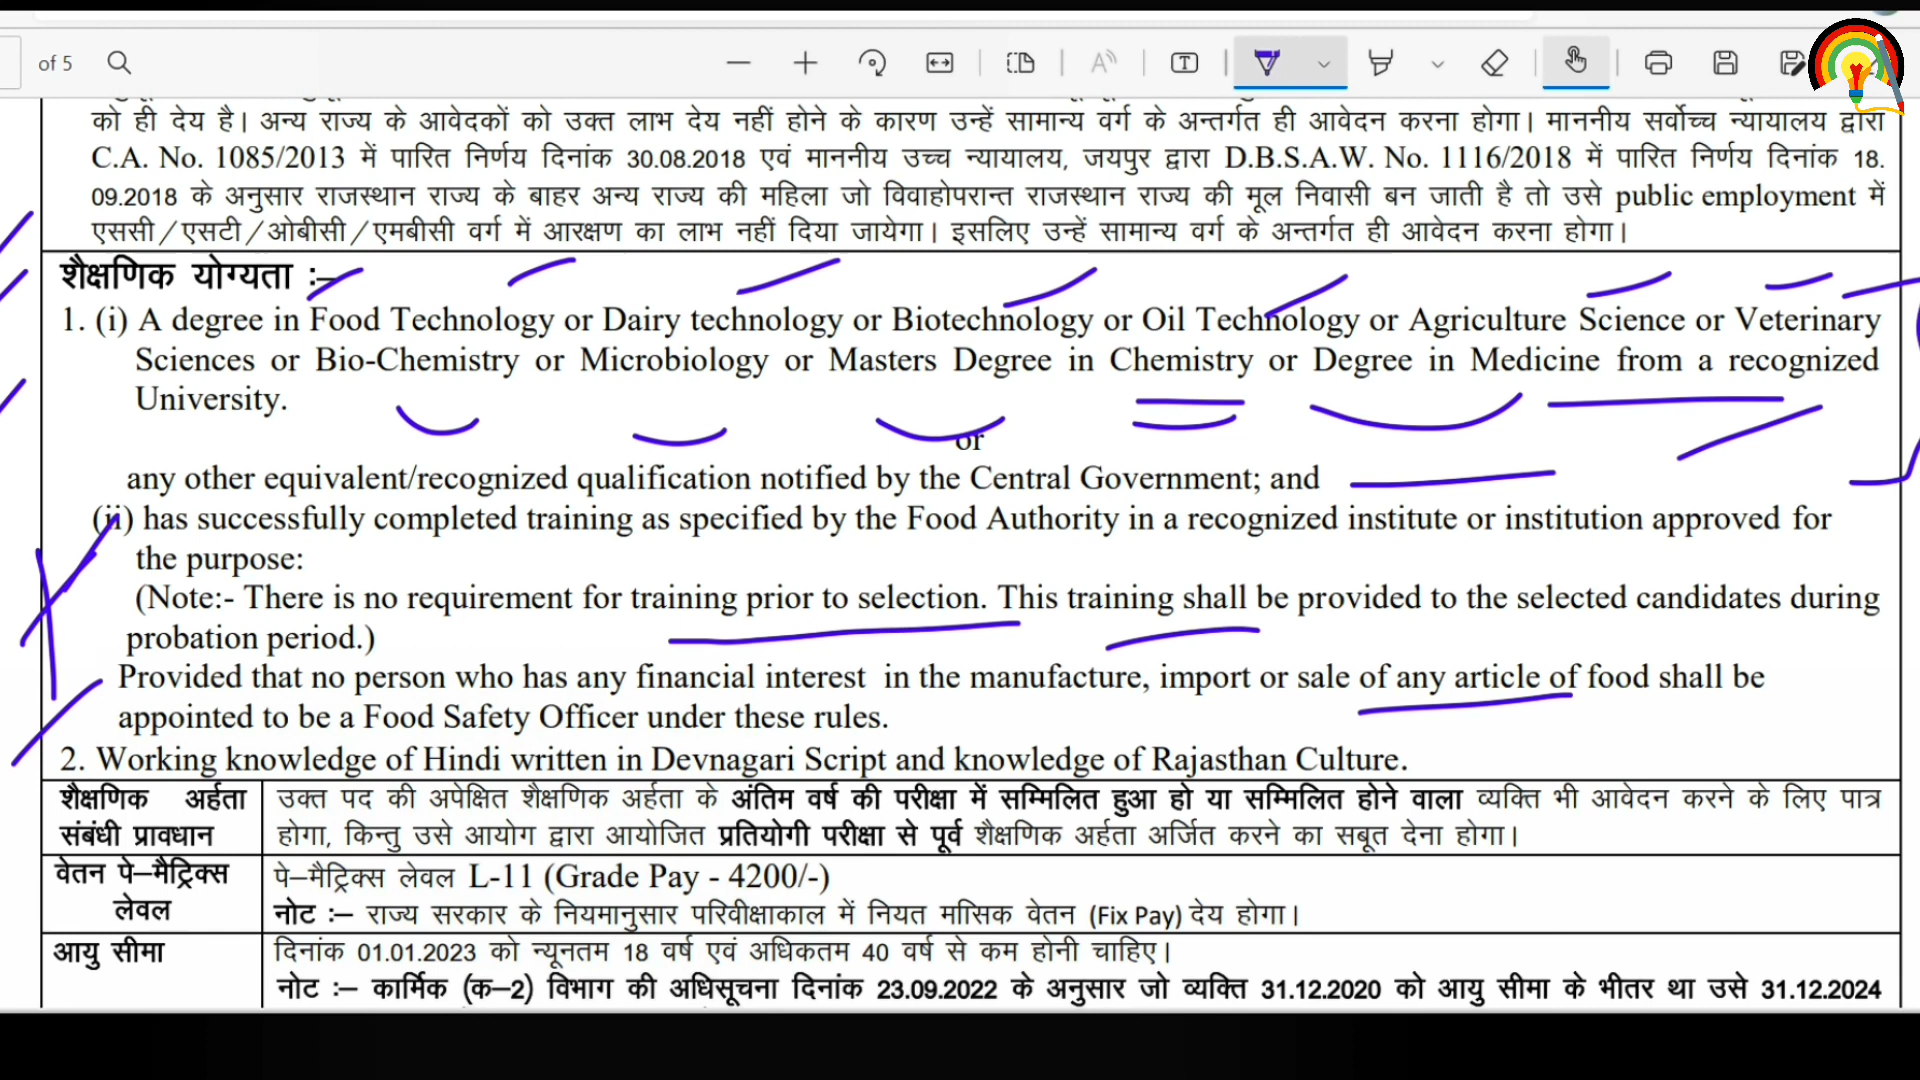 of 5
को ही देय है। अन्य राज्य के आवेदकों को उक्त लाभ देय नहीं होने के कारण उन्हें सामान्य वर्ग के अन्तर्गत ही आवेदन करना होगा। माननीय सर्वोच्च न्यायालय द्वारा
C.A. No. 1085/2013 में पारित निर्णय दिनांक 30.08.2018 एवं माननीय उच्च न्यायालय, जयपुर द्वारा D.B.S.A.W. No. 1116/2018 में पारित निर्णय दिनांक 18.
09.2018 के अनुसार राजस्थान राज्य के बाहर अन्य राज्य की महिला जो विवाहोपरान्त राजस्थान राज्य की मूल निवासी बन जाती है तो उसे public employment में
एससी/एसटी/ओबीसी/एमबीसी वर्ग में आरक्षण का लाभ नहीं दिया जायेगा। इसलिए उन्हें सामान्य वर्ग के अन्तर्गत ही आवेदन करना होगा।
शैक्षणिक योग्यता :–
1. (i) A degree in Food Technology or Dairy technology or Biotechnology or Oil Technology or Agriculture Science or Veterinary
Sciences or Bio-Chemistry or Microbiology or Masters Degree in Chemistry or Degree in Medicine from a recognized
University.
or
any other equivalent/recognized qualification notified by the Central Government; and
(ii) has successfully completed training as specified by the Food Authority in a recognized institute or institution approved for
the purpose:
(Note:- There is no requirement for training prior to selection. This training shall be provided to the selected candidates during
probation period.)
Provided that no person who has any financial interest in the manufacture, import or sale of any article of food shall be
appointed to be a Food Safety Officer under these rules.
2. Working knowledge of Hindi written in Devnagari Script and knowledge of Rajasthan Culture.
शैक्षणिक अर्हता संबंधी प्रावधान
उक्त पद की अपेक्षित शैक्षणिक अर्हता के अंतिम वर्ष की परीक्षा में सम्मिलित हुआ हो या सम्मिलित होने वाला व्यक्ति भी आवेदन करने के लिए पात्र
होगा, किन्तु उसे आयोग द्वारा आयोजित प्रतियोगी परीक्षा से पूर्व शैक्षणिक अर्हता अर्जित करने का सबूत देना होगा।
वेतन पे–मैट्रिक्स लेवल
पे–मैट्रिक्स लेवल L-11 (Grade Pay - 4200/-)
नोट :– राज्य सरकार के नियमानुसार परिवीक्षाकाल में नियत मसिक वेतन (Fix Pay) देय होगा।
आयु सीमा
दिनांक 01.01.2023 को न्यूनतम 18 वर्ष एवं अधिकतम 40 वर्ष से कम होनी चाहिए।
नोट :– कार्मिक (क–2) विभाग की अधिसूचना दिनांक 23.09.2022 के अनुसार जो व्यक्ति 31.12.2020 को आयु सीमा के भीतर था उसे 31.12.2024